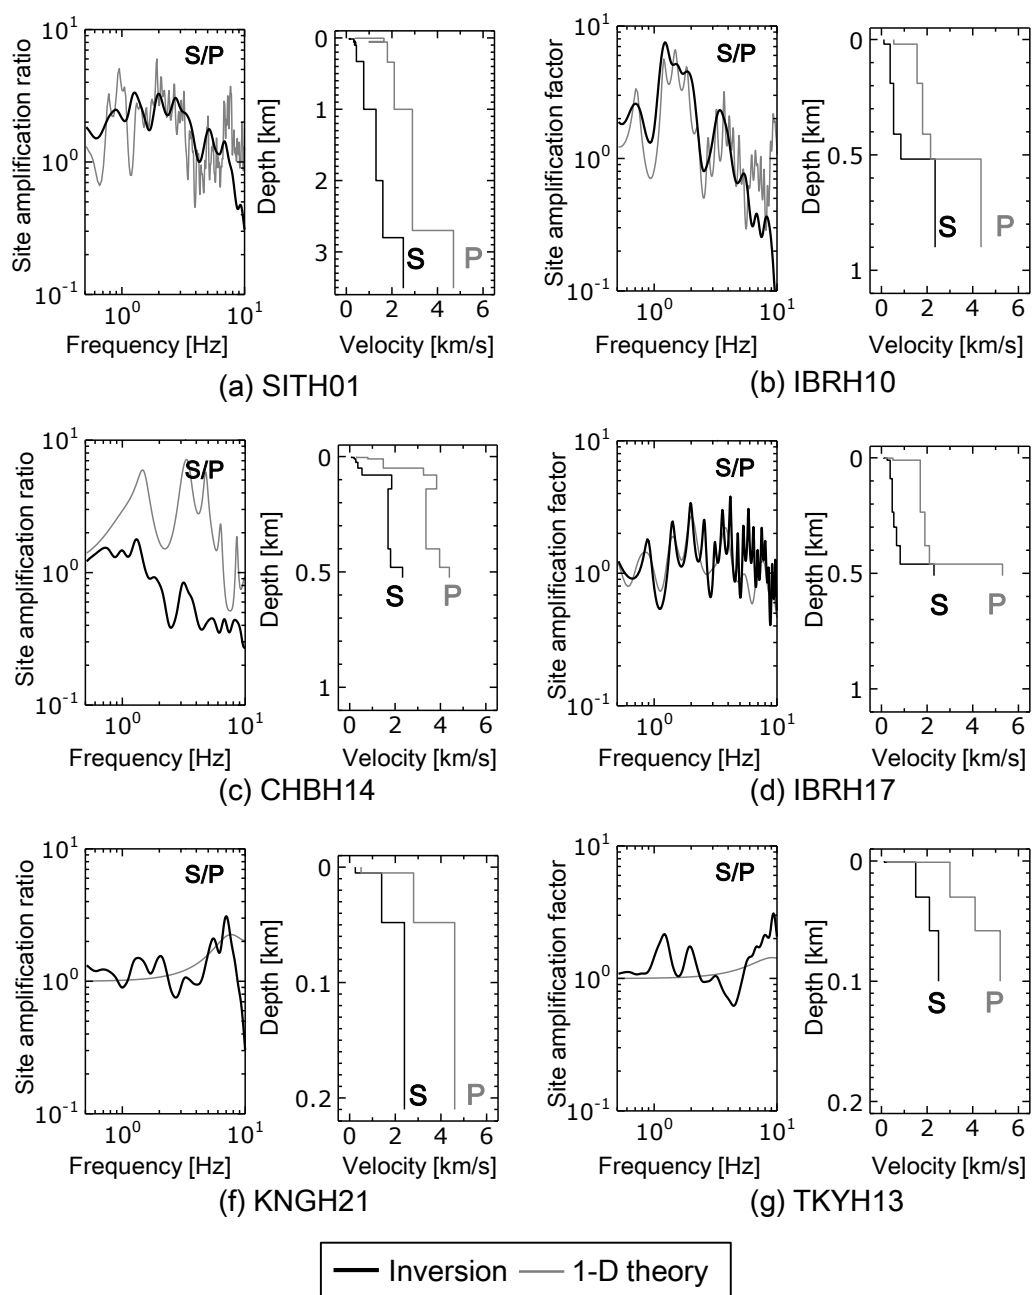 10¹
S/P
Site amplification ratio
10⁰
10⁻¹
10⁰
10¹
Frequency [Hz]
0
1
2
3
Depth [km]
S
P
0
2
4
6
Velocity [km/s]
(a) SITH01
10¹
S/P
Site amplification factor
10⁰
10⁻¹
10⁰
10¹
Frequency [Hz]
0
0.5
1
Depth [km]
S
P
0
2
4
6
Velocity [km/s]
(b) IBRH10
10¹
S/P
Site amplification ratio
10⁰
10⁻¹
10⁰
10¹
Frequency [Hz]
0
0.5
1
Depth [km]
S
P
0
2
4
6
Velocity [km/s]
(c) CHBH14
10¹
S/P
Site amplification factor
10⁰
10⁻¹
10⁰
10¹
Frequency [Hz]
0
0.5
1
Depth [km]
S
P
0
2
4
6
Velocity [km/s]
(d) IBRH17
10¹
S/P
Site amplification ratio
10⁰
10⁻¹
10⁰
10¹
Frequency [Hz]
0
0.1
0.2
Depth [km]
S
P
0
2
4
6
Velocity [km/s]
(f) KNGH21
10¹
S/P
Site amplification factor
10⁰
10⁻¹
10⁰
10¹
Frequency [Hz]
0
0.1
0.2
Depth [km]
S
P
0
2
4
6
Velocity [km/s]
(g) TKYH13
Inversion
1-D theory